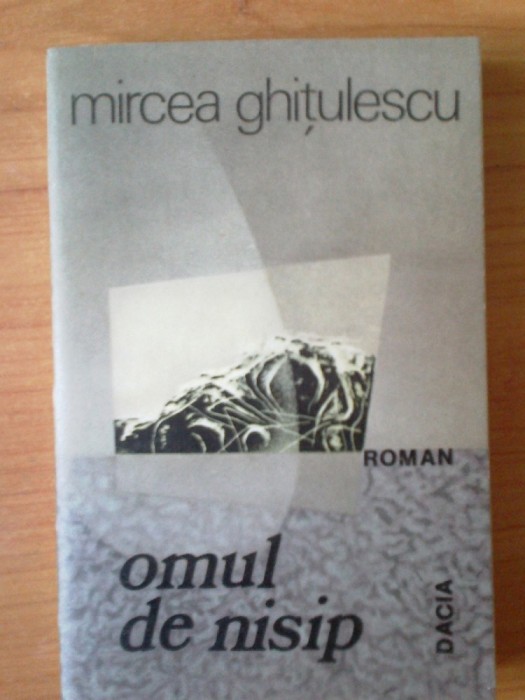 mircea ghițulescu
ROMAN
omul
de nisip
DACIA